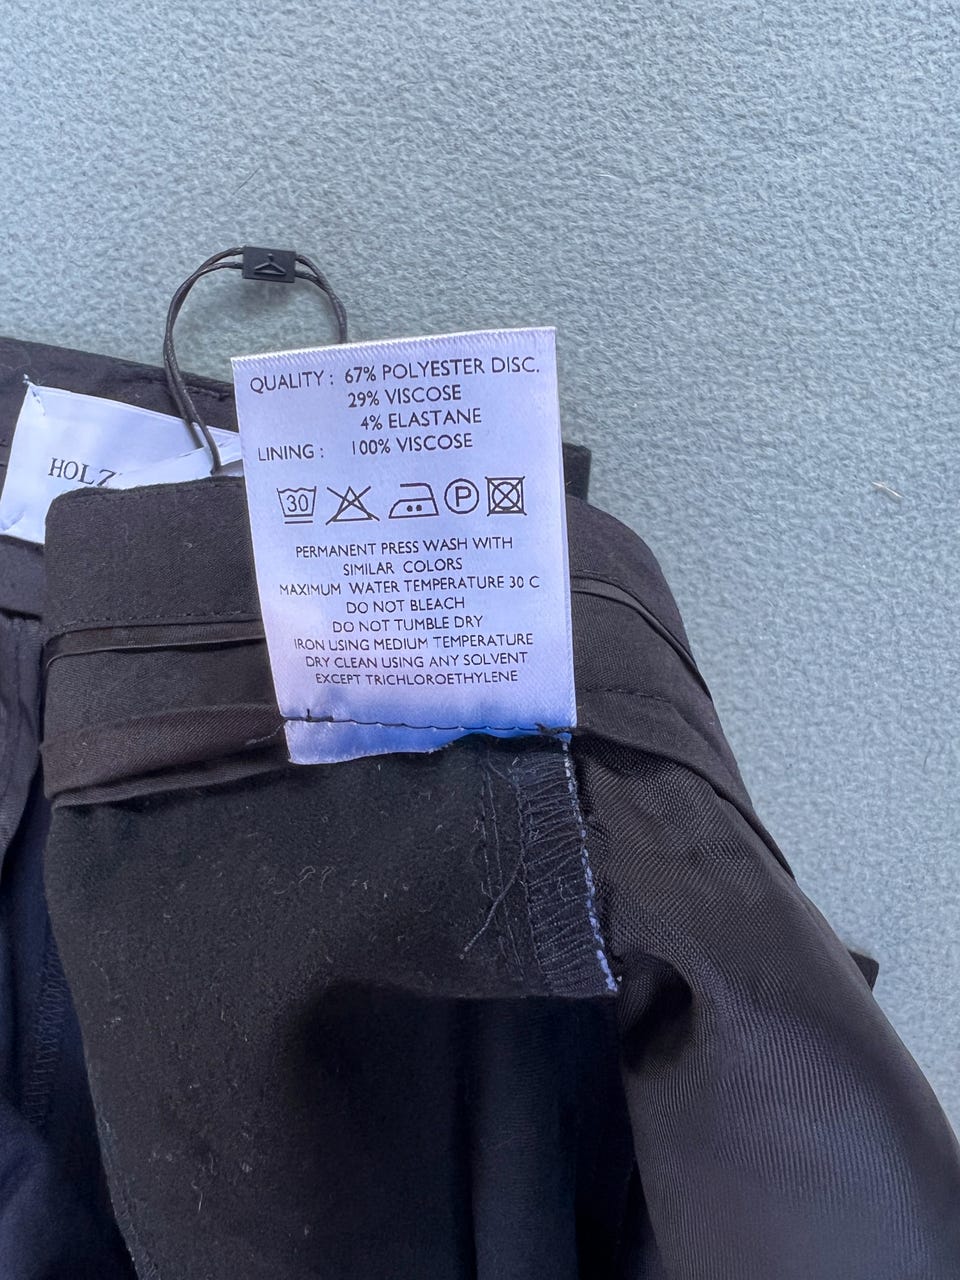 QUALITY : 67% POLYESTER DISC.
29% VISCOSE
4% ELASTANE
LINING : 100% VISCOSE
30 P
PERMANENT PRESS WASH WITH
SIMILAR COLORS
MAXIMUM WATER TEMPERATURE 30 C
DO NOT BLEACH
DO NOT TUMBLE DRY
IRON USING MEDIUM TEMPERATURE
DRY CLEAN USING ANY SOLVENT
EXCEPT TRICHLOROETHYLENE